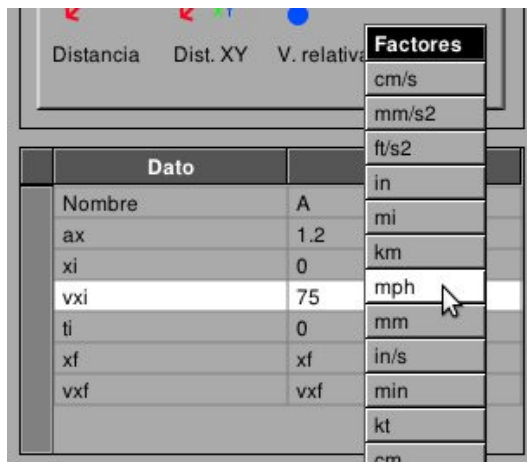 Distancia Dist. XY V. relativa
Factores
cm/s
mm/s2
ft/s2
in
mi
km
mph
mm
in/s
min
kt
cm
Dato
Nombre A
ax 1.2
xi 0
vxi 75
ti 0
xf xf
vxf vxf